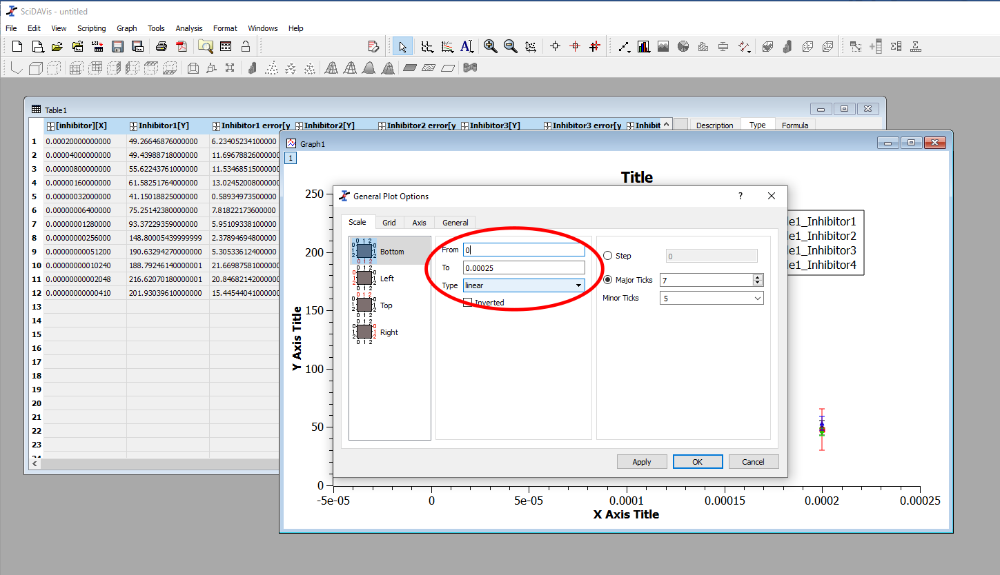 SciDAVis - untitled
File Edit View Scripting Graph Tools Analysis Format Windows Help
Table1
[inhibitor][X] Inhibitor1[Y] Inhibitor1 error[y Inhibitor2[Y] Inhibitor2 error[y Inhibitor3[Y] Inhibitor3 error[y Inhibit
Description Type Formula
1 0.00020000000000 49.26646876000000 6.23405234100000
2 0.00004000000000 49.43988718000000 11.69678826000000
3 0.00000800000000 55.62243761000000 11.53468515000000
4 0.00000160000000 61.58251764000000 13.02452008000000
5 0.00000032000000 41.15018825000000 0.58934973500000
6 0.00000006400000 75.25142380000000 7.81822173600000
7 0.00000001280000 93.37229359000000 5.95109338100000
8 0.00000000256000 148.80005439999999 2.37894694800000
9 0.00000000051200 190.63294270000000 5.30533612400000
10 0.00000000010240 188.79246140000001 21.66987581000000
11 0.00000000002048 216.62070180000001 20.84682142000000
12 0.00000000000410 201.93039610000000 15.44544041000000
13
14
15
16
17
18
19
20
21
22
23
24
Graph1
1
Title
250
200
150
100
50
0
Y Axis Title
-5e-05 0 5e-05 0.0001 0.00015 0.0002 0.00025
X Axis Title
le1_Inhibitor1
le1_Inhibitor2
le1_Inhibitor3
le1_Inhibitor4
General Plot Options
?
Scale Grid Axis General
Bottom
Left
Top
Right
From 0
To 0.00025
Type linear
Inverted
Step 0
Major Ticks 7
Minor Ticks 5
Apply OK Cancel